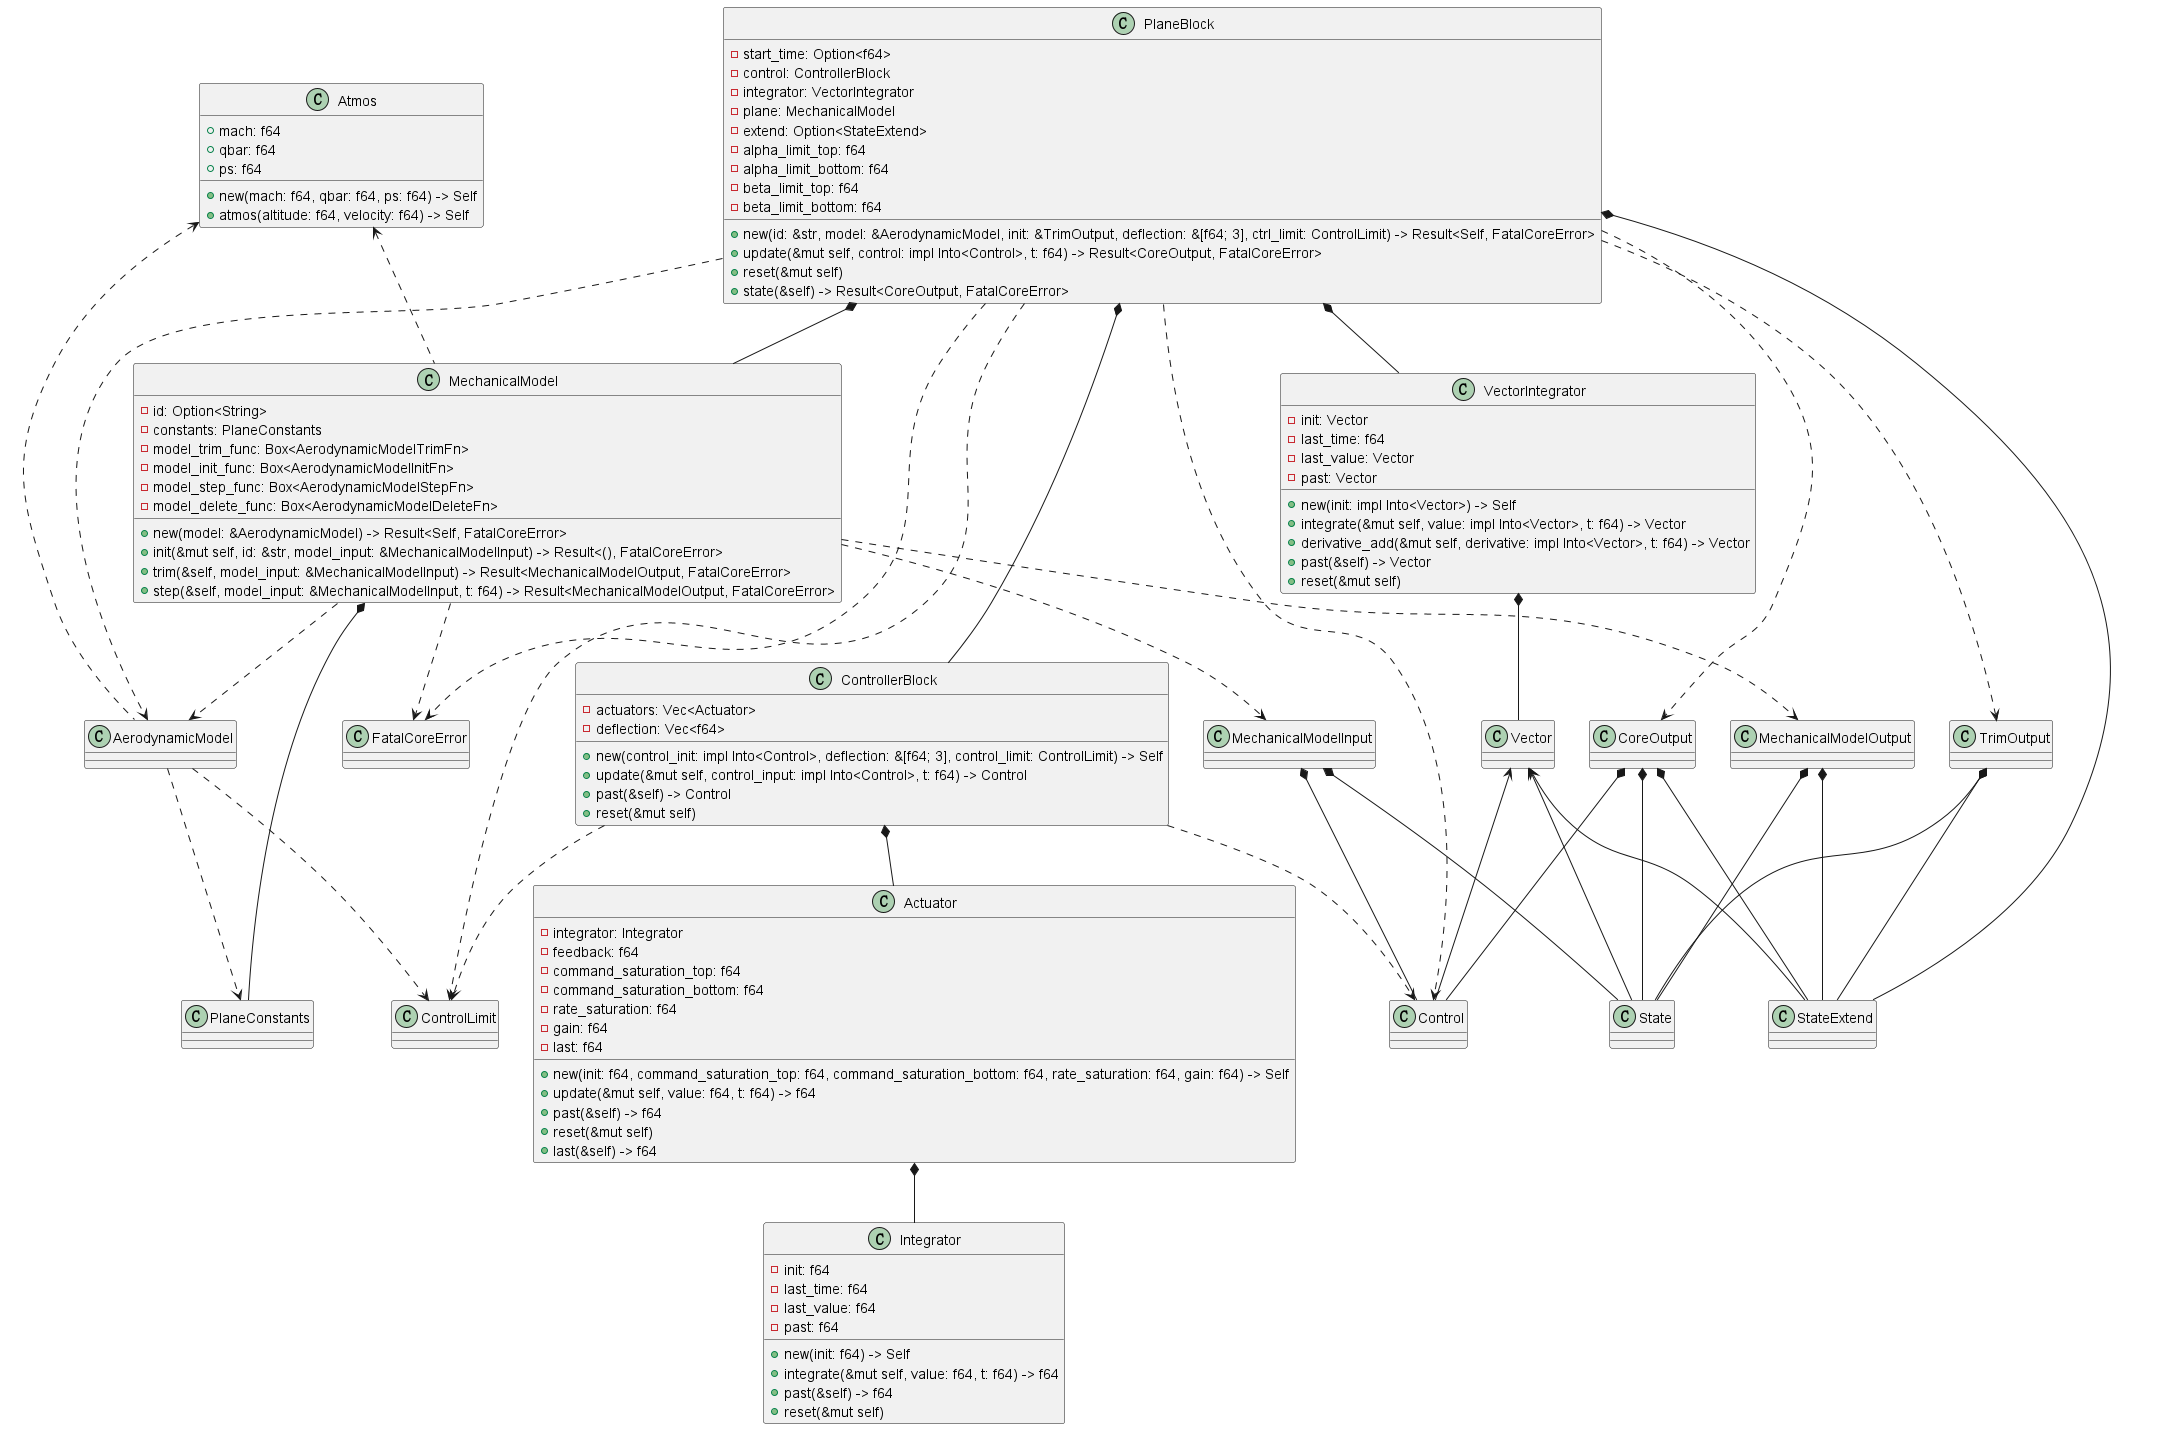 C PlaneBlock
start_time: Option<f64>
control: ControllerBlock
integrator: VectorIntegrator
plane: MechanicalModel
extend: Option<StateExtend>
alpha_limit_top: f64
alpha_limit_bottom: f64
beta_limit_top: f64
beta_limit_bottom: f64
new(id: &str, model: &AerodynamicModel, init: &TrimOutput, deflection: &[f64; 3], ctrl_limit: ControlLimit) -> Result<Self, FatalCoreError>
update(&mut self, control: impl Into<Control>, t: f64) -> Result<CoreOutput, FatalCoreError>
reset(&mut self)
state(&self) -> Result<CoreOutput, FatalCoreError>
C Atmos
mach: f64
qbar: f64
ps: f64
new(mach: f64, qbar: f64, ps: f64) -> Self
atmos(altitude: f64, velocity: f64) -> Self
C MechanicalModel
id: Option<String>
constants: PlaneConstants
model_trim_func: Box<AerodynamicModelTrimFn>
model_init_func: Box<AerodynamicModelInitFn>
model_step_func: Box<AerodynamicModelStepFn>
model_delete_func: Box<AerodynamicModelDeleteFn>
new(model: &AerodynamicModel) -> Result<Self, FatalCoreError>
init(&mut self, id: &str, model_input: &MechanicalModelInput) -> Result<(), FatalCoreError>
trim(&self, model_input: &MechanicalModelInput) -> Result<MechanicalModelOutput, FatalCoreError>
step(&self, model_input: &MechanicalModelInput, t: f64) -> Result<MechanicalModelOutput, FatalCoreError>
C VectorIntegrator
init: Vector
last_time: f64
last_value: Vector
past: Vector
new(init: impl Into<Vector>) -> Self
integrate(&mut self, value: impl Into<Vector>, t: f64) -> Vector
derivative_add(&mut self, derivative: impl Into<Vector>, t: f64) -> Vector
past(&self) -> Vector
reset(&mut self)
C AerodynamicModel
C FatalCoreError
C ControllerBlock
actuators: Vec<Actuator>
deflection: Vec<f64>
new(control_init: impl Into<Control>, deflection: &[f64; 3], control_limit: ControlLimit) -> Self
update(&mut self, control_input: impl Into<Control>, t: f64) -> Control
past(&self) -> Control
reset(&mut self)
C MechanicalModelInput
C Vector
C CoreOutput
C MechanicalModelOutput
C TrimOutput
C Actuator
integrator: Integrator
feedback: f64
command_saturation_top: f64
command_saturation_bottom: f64
rate_saturation: f64
gain: f64
last: f64
new(init: f64, command_saturation_top: f64, command_saturation_bottom: f64, rate_saturation: f64, gain: f64) -> Self
update(&mut self, value: f64, t: f64) -> f64
past(&self) -> f64
reset(&mut self)
last(&self) -> f64
C PlaneConstants
C ControlLimit
C Control
C State
C StateExtend
C Integrator
init: f64
last_time: f64
last_value: f64
past: f64
new(init: f64) -> Self
integrate(&mut self, value: f64, t: f64) -> f64
past(&self) -> f64
reset(&mut self)